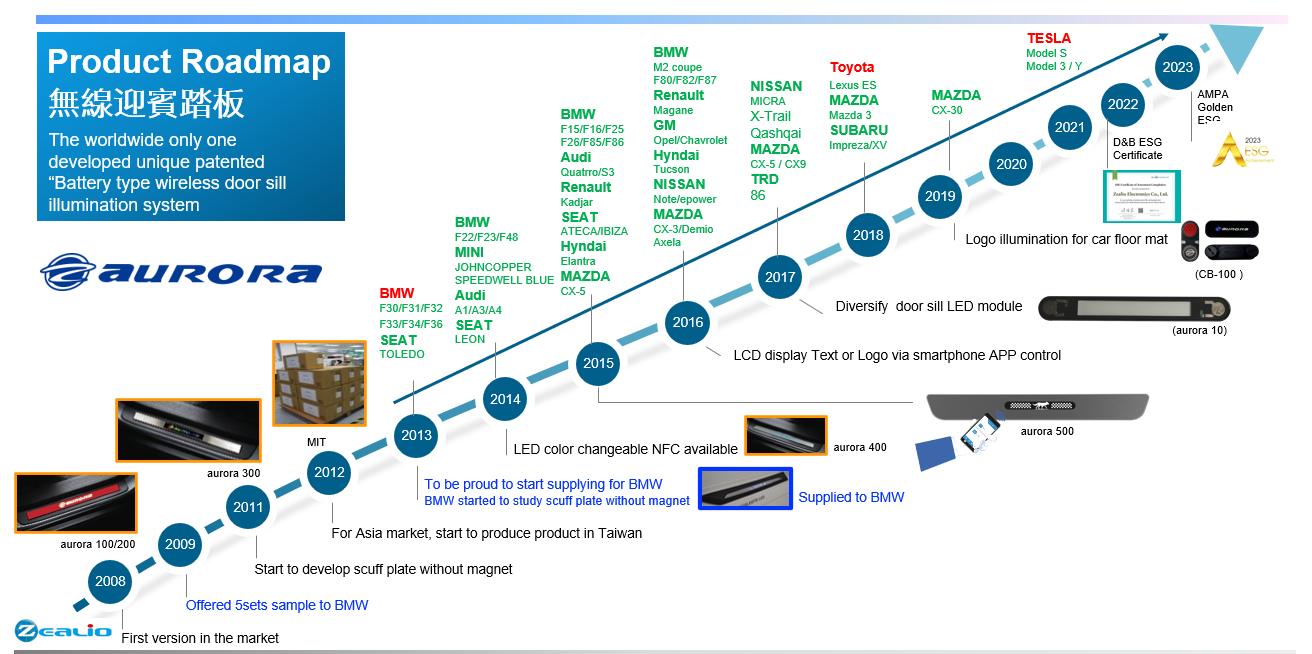 Product Roadmap
無線迎賓踏板
The worldwide only one
developed unique patented
“Battery type wireless door sill
illumination system
aurora
BMW
F30/F31/F32
F33/F34/F36
SEAT
TOLEDO
BMW
F22/F23/F48
MINI
JOHNCOPPER
SPEEDWELL BLUE
Audi
A1/A3/A4
SEAT
LEON
BMW
F15/F16/F25
F26/F85/F86
Audi
Quatrro/S3
Renault
Kadjar
SEAT
ATECA/IBIZA
Hyndai
Elantra
MAZDA
CX-5
BMW
M2 coupe
F80/F82/F87
Renault
Magane
GM
Opel/Chavrolet
Hyndai
Tucson
NISSAN
Note/epower
MAZDA
CX-3/Demio
Axela
NISSAN
MICRA
X-Trail
Qashqai
MAZDA
CX-5 / CX9
TRD
86
Toyota
Lexus ES
MAZDA
Mazda 3
SUBARU
Impreza/XV
MAZDA
CX-30
TESLA
Model S
Model 3 / Y
2008
2009
2011
2012
2013
2014
2015
2016
2017
2018
2019
2020
2021
2022
2023
AMPA
Golden
ESG
2023
ESG
D&B ESG
Certificate
Zealio Electronics Co., Ltd.
Logo illumination for car floor mat
aurora
(CB-100 )
Diversify door sill LED module
(aurora 10)
LCD display Text or Logo via smartphone APP control
aurora 500
LED color changeable NFC available
aurora 400
To be proud to start supplying for BMW
BMW started to study scuff plate without magnet
Supplied to BMW
MIT
For Asia market, start to produce product in Taiwan
aurora 300
Start to develop scuff plate without magnet
aurora
aurora 100/200
Offered 5sets sample to BMW
First version in the market
Zealio